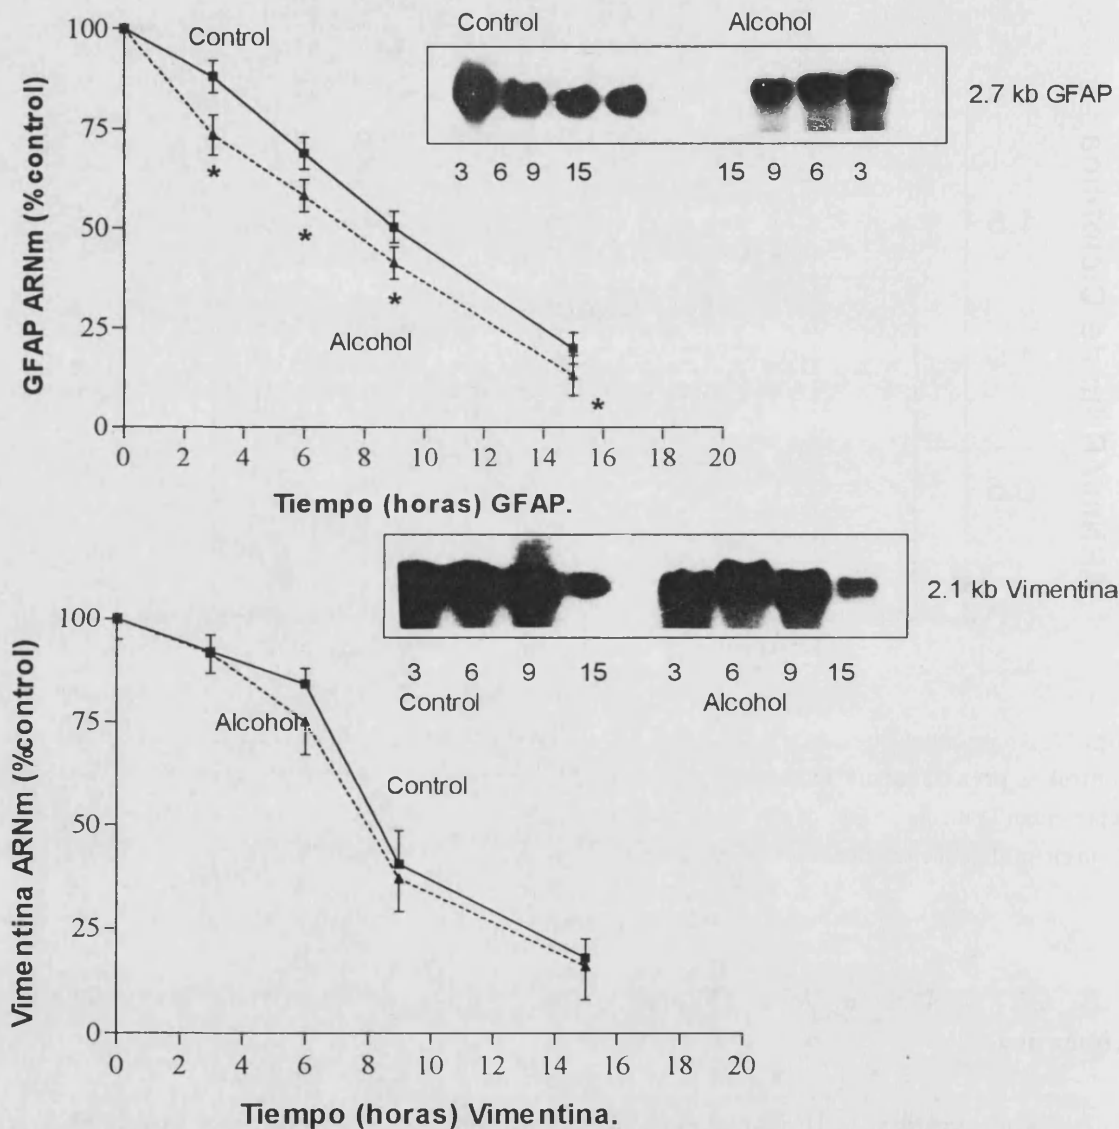 Control
Alcohol
100
75
50
25
0
GFAP ARNm (% control)
Control
Alcohol
*
*
*
*
2.7 kb GFAP
3 6 9 15
15 9 6 3
0 2 4 6 8 10 12 14 16 18 20
Tiempo (horas) GFAP.
2.1 kb Vimentina
3 6 9 15
3 6 9 15
Control
Alcohol
100
75
50
25
0
Vimentina ARNm (%control)
Alcohol
Control
0 2 4 6 8 10 12 14 16 18 20
Tiempo (horas) Vimentina.